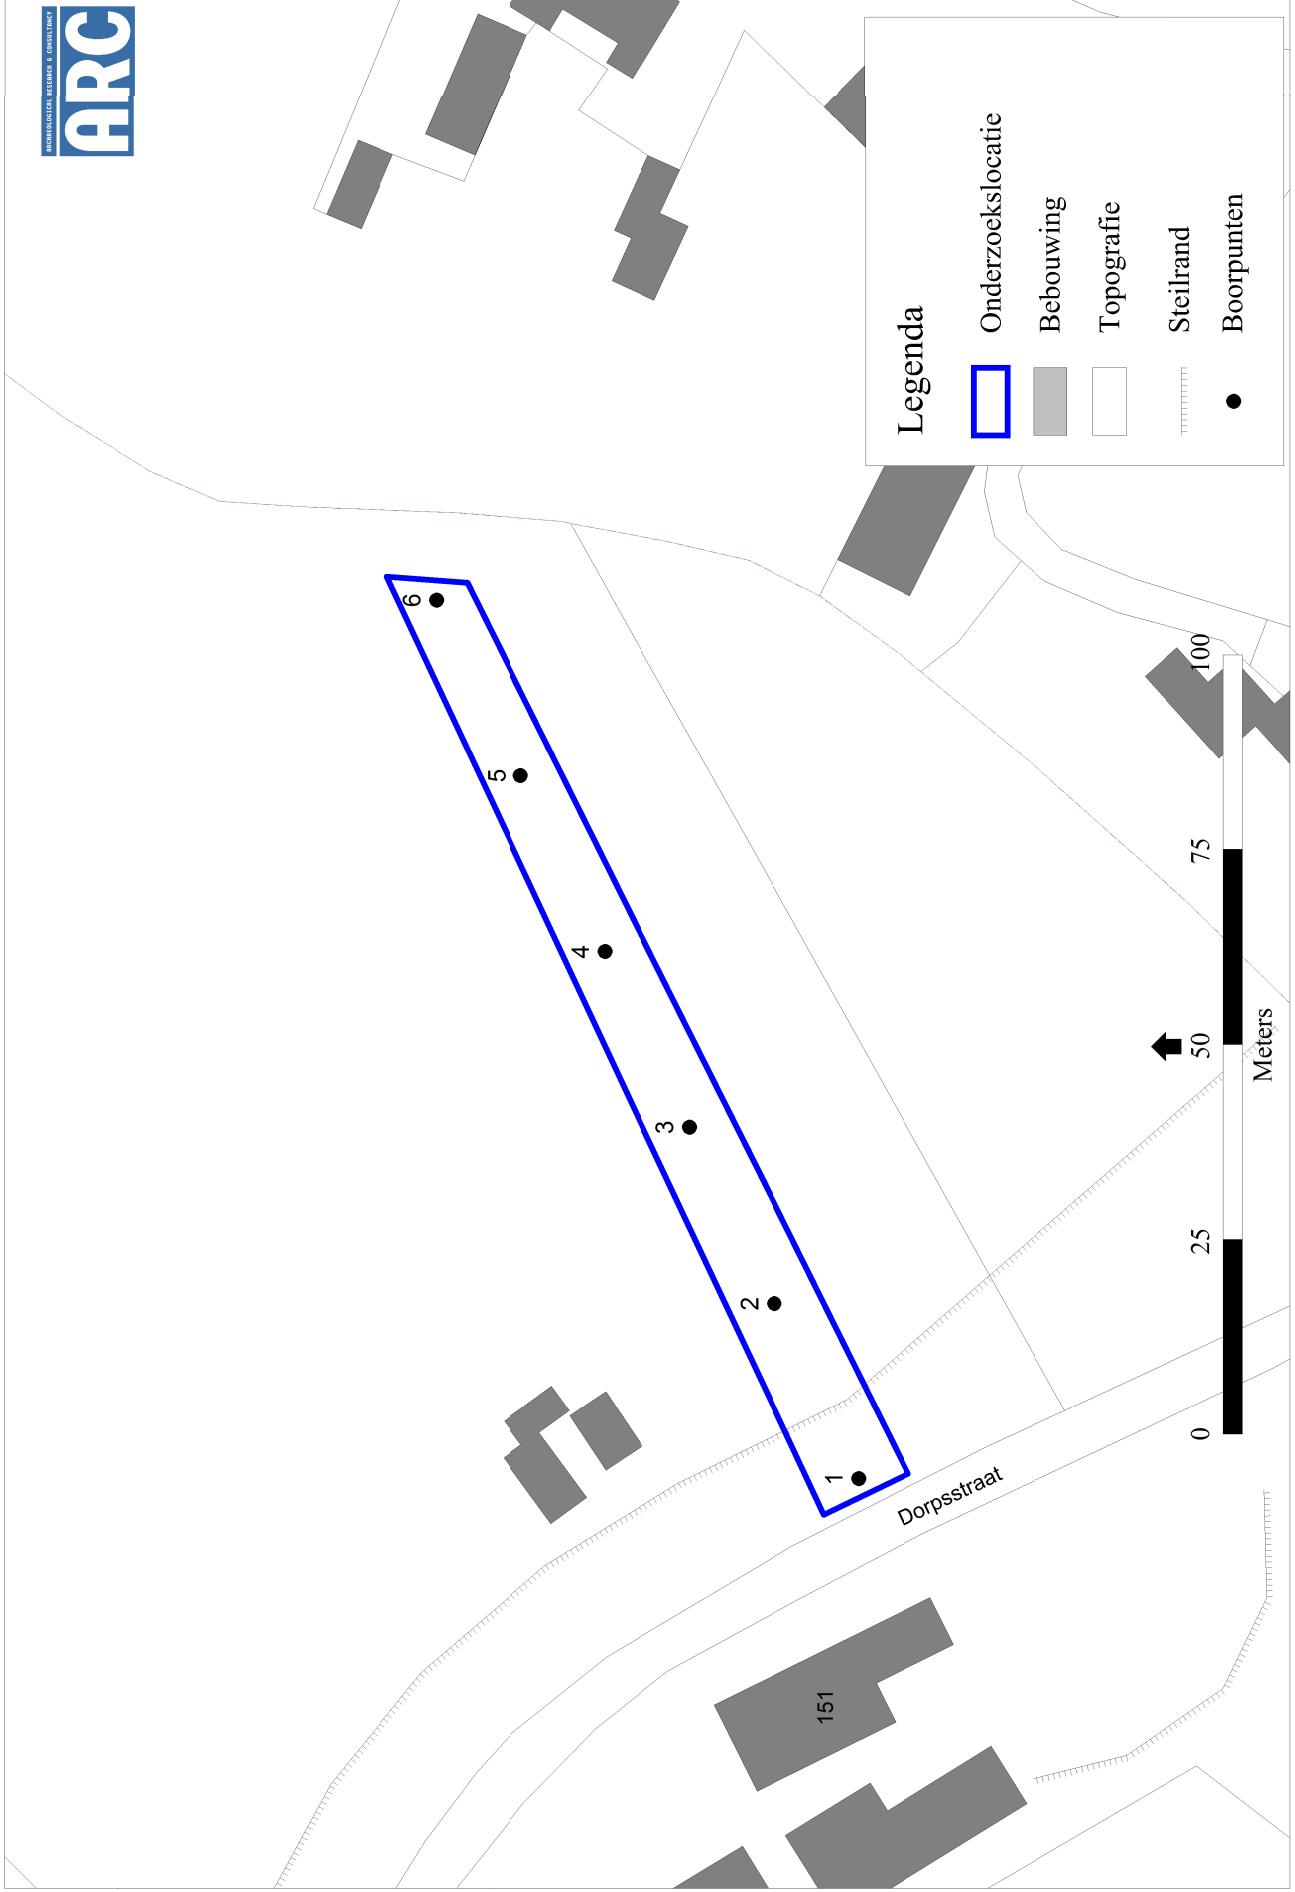 ARCHAEOLOGICAL RESEARCH & CONSULTANCY
ARC
6
5
4
3
2
1
Dorpsstraat
151
Legenda
Onderzoekslocatie
Bebouwing
Topografie
Steilrand
Boorpunten
0 25 50 75 100
Meters